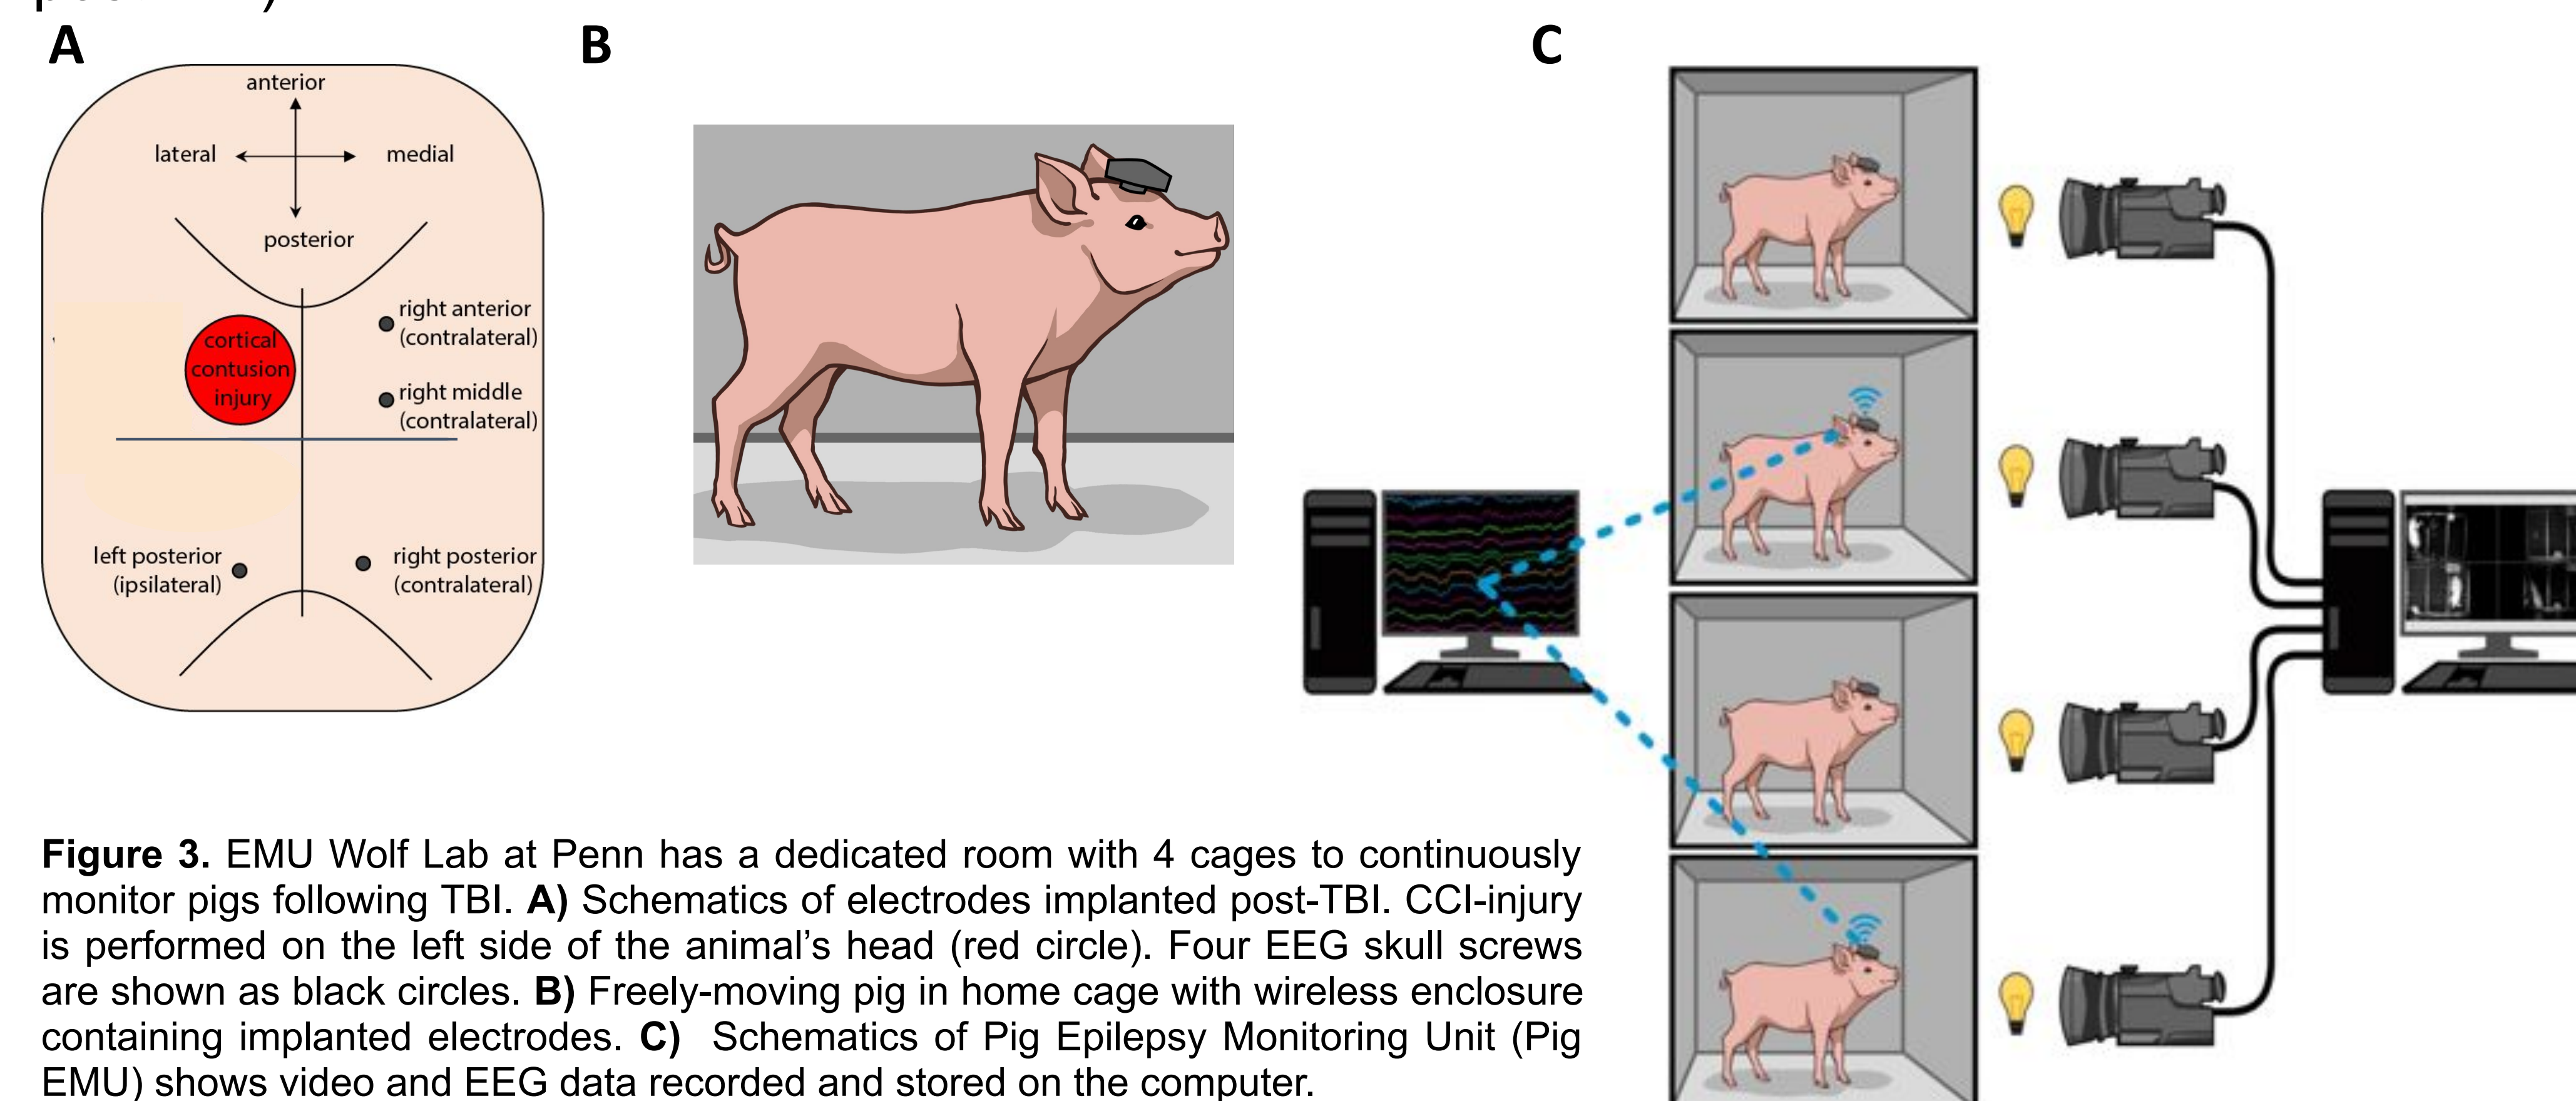 A
B
C
anterior
lateral
medial
posterior
right anterior
(contralateral)
cortical
contusion
injury
right middle
(contralateral)
left posterior
(ipsilateral)
right posterior
(contralateral)
Figure 3. EMU Wolf Lab at Penn has a dedicated room with 4 cages to continuously
monitor pigs following TBI. A) Schematics of electrodes implanted post-TBI. CCI-injury
is performed on the left side of the animal’s head (red circle). Four EEG skull screws
are shown as black circles. B) Freely-moving pig in home cage with wireless enclosure
containing implanted electrodes. C) Schematics of Pig Epilepsy Monitoring Unit (Pig
EMU) shows video and EEG data recorded and stored on the computer.